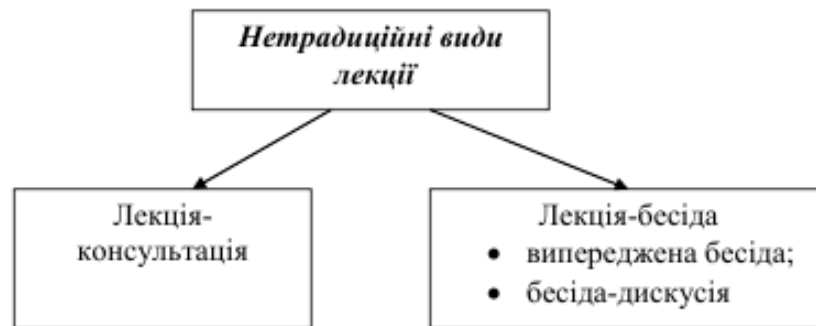 Нетрадиційні види
лекції
Лекція-
консультація
Лекція-бесіда
• випереджена бесіда;
• бесіда-дискусія